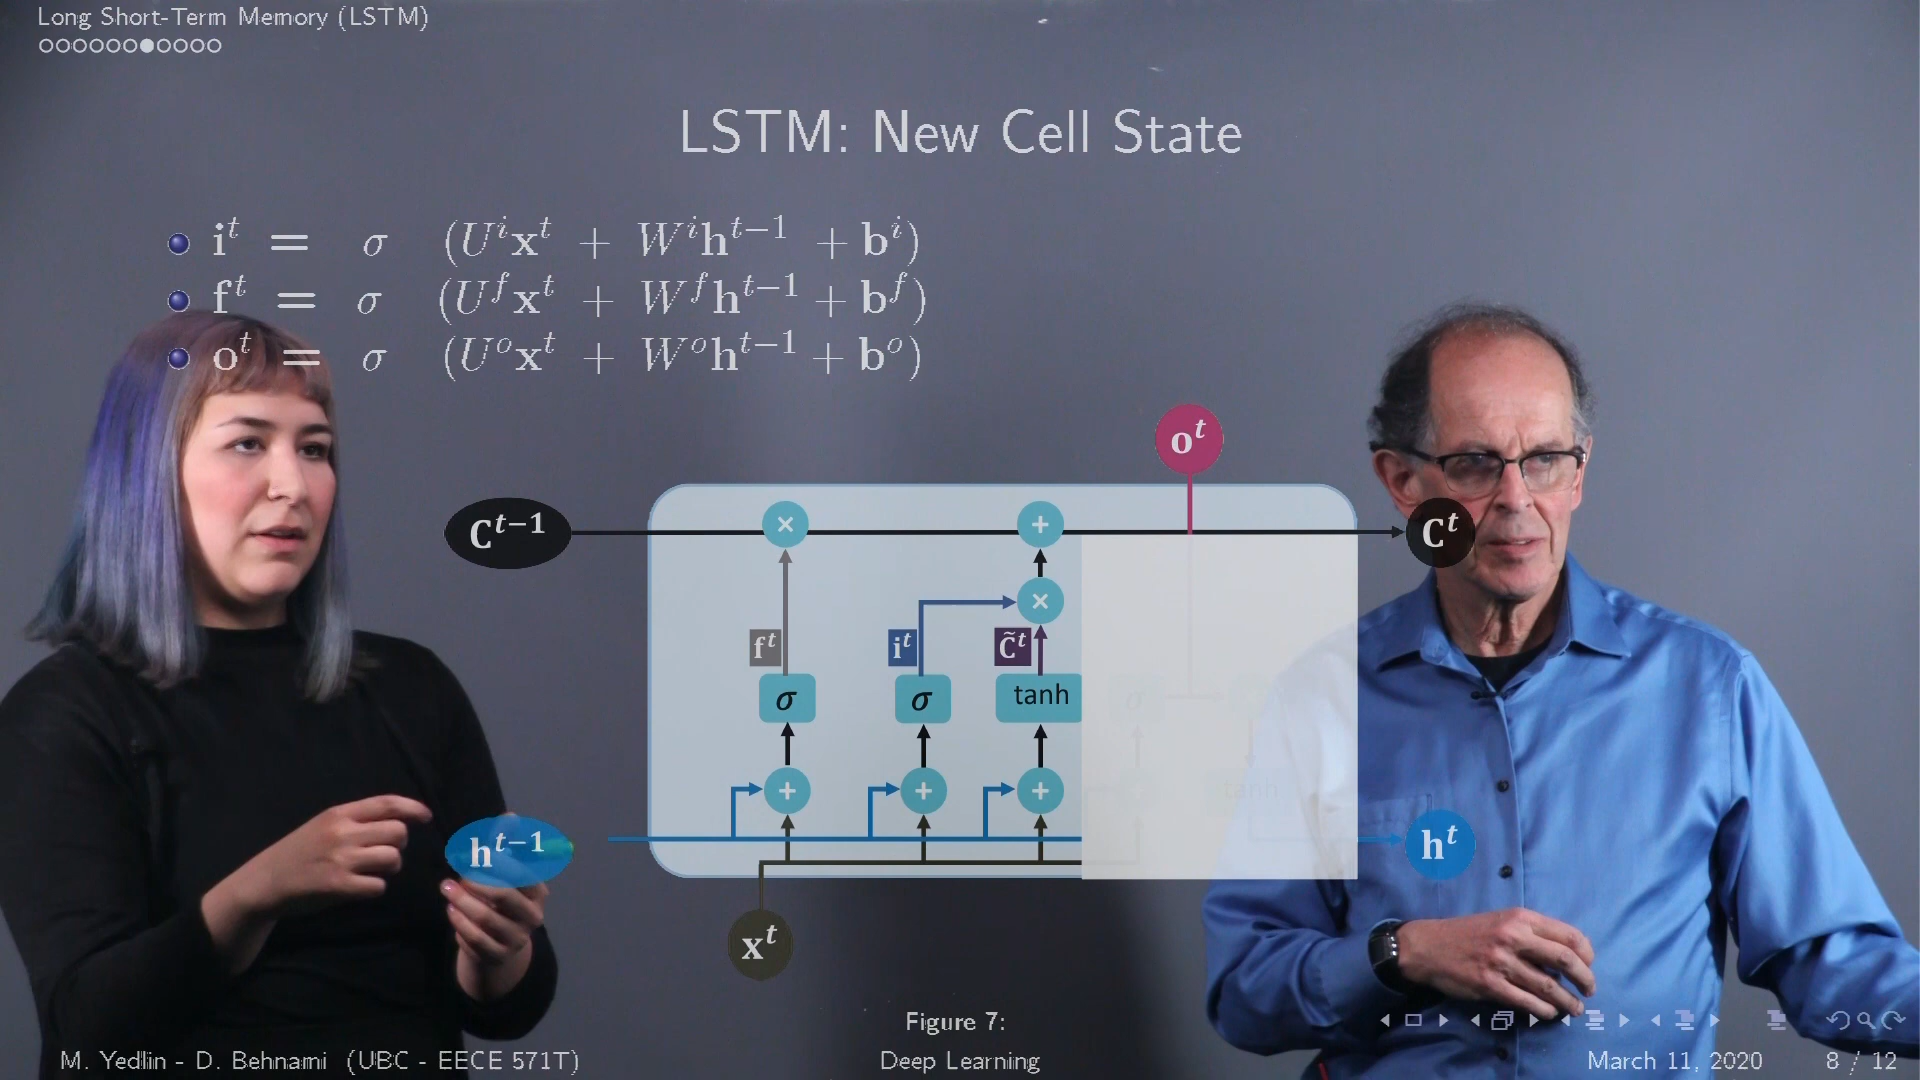 Long Short-Term Memory (LSTM)
LSTM: New Cell State
i^t = σ (U^i x^t + W^i h^{t−1} + b^i)
f^t = σ (U^f x^t + W^f h^{t−1} + b^f)
o^t = σ (U^o x^t + W^o h^{t−1} + b^o)
o^t
C^{t−1} × + C^t
×
f^t i^t C̃^t
σ σ tanh σ
+ + +
tanh
h^{t−1} h^t
x^t
Figure 7:
M. Yedlin - D. Behnami (UBC - EECE 571T) Deep Learning March 11, 2020 8 / 12